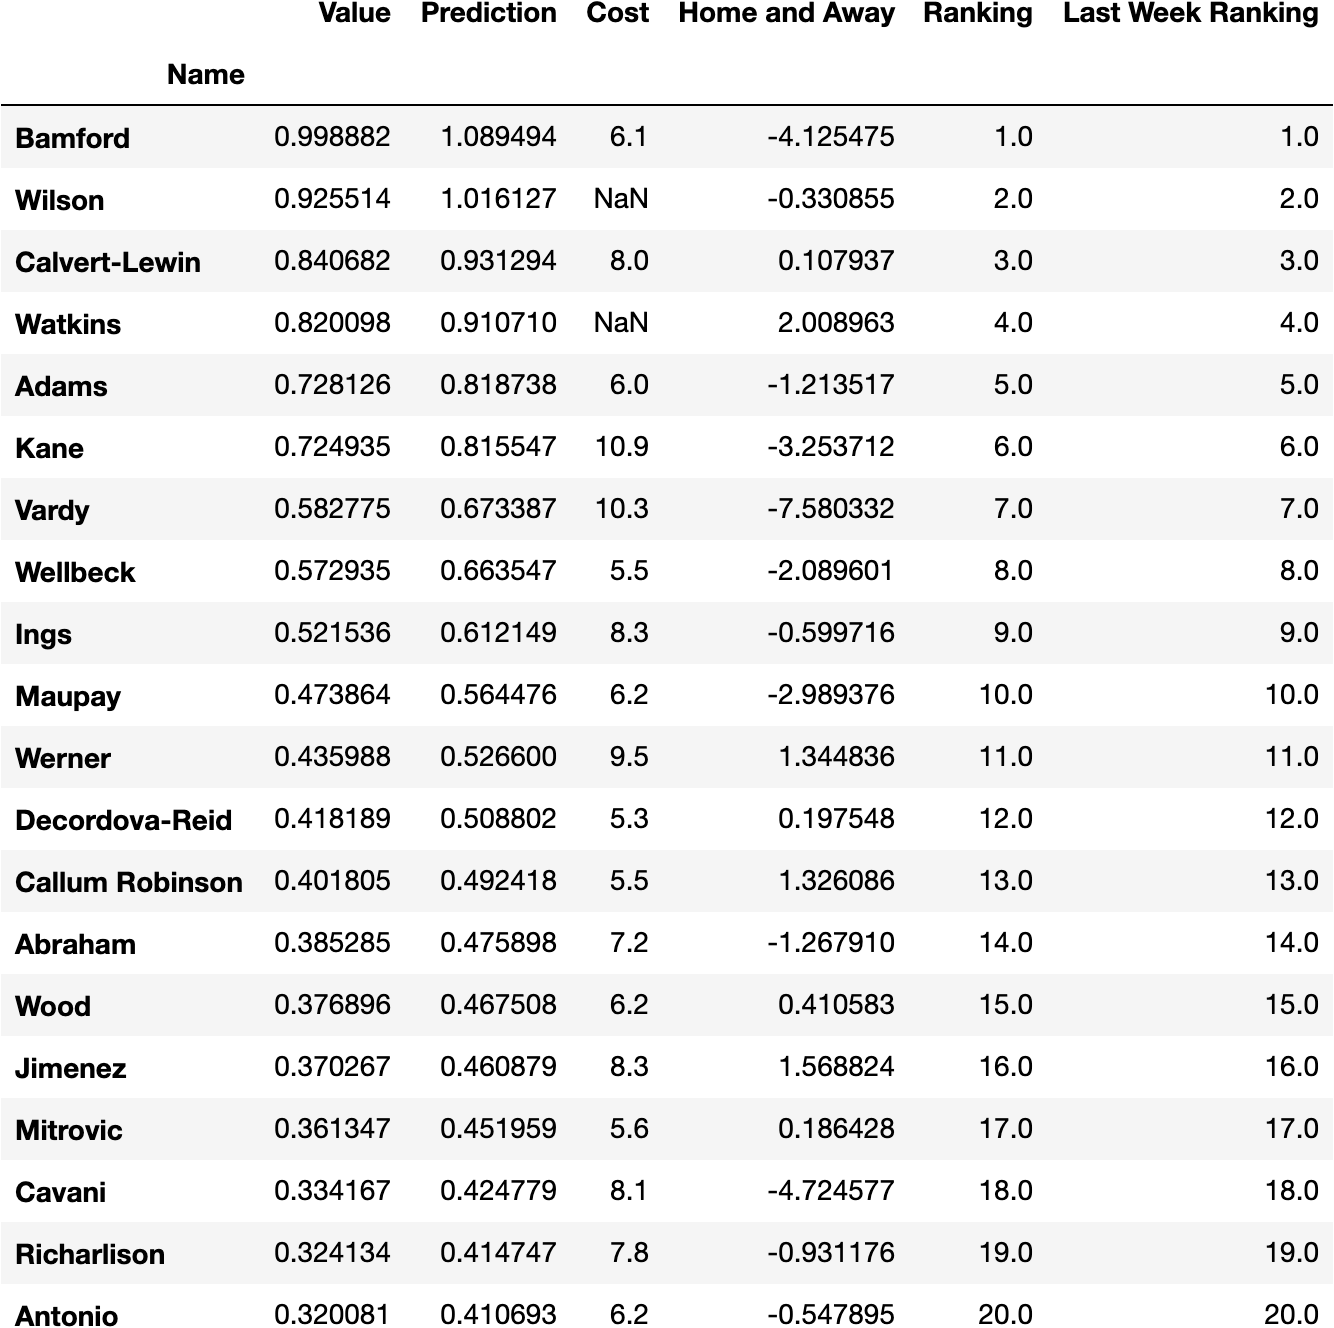 Value Prediction Cost Home and Away Ranking Last Week Ranking
Name
Bamford 0.998882 1.089494 6.1 -4.125475 1.0 1.0
Wilson 0.925514 1.016127 NaN -0.330855 2.0 2.0
Calvert-Lewin 0.840682 0.931294 8.0 0.107937 3.0 3.0
Watkins 0.820098 0.910710 NaN 2.008963 4.0 4.0
Adams 0.728126 0.818738 6.0 -1.213517 5.0 5.0
Kane 0.724935 0.815547 10.9 -3.253712 6.0 6.0
Vardy 0.582775 0.673387 10.3 -7.580332 7.0 7.0
Wellbeck 0.572935 0.663547 5.5 -2.089601 8.0 8.0
Ings 0.521536 0.612149 8.3 -0.599716 9.0 9.0
Maupay 0.473864 0.564476 6.2 -2.989376 10.0 10.0
Werner 0.435988 0.526600 9.5 1.344836 11.0 11.0
Decordova-Reid 0.418189 0.508802 5.3 0.197548 12.0 12.0
Callum Robinson 0.401805 0.492418 5.5 1.326086 13.0 13.0
Abraham 0.385285 0.475898 7.2 -1.267910 14.0 14.0
Wood 0.376896 0.467508 6.2 0.410583 15.0 15.0
Jimenez 0.370267 0.460879 8.3 1.568824 16.0 16.0
Mitrovic 0.361347 0.451959 5.6 0.186428 17.0 17.0
Cavani 0.334167 0.424779 8.1 -4.724577 18.0 18.0
Richarlison 0.324134 0.414747 7.8 -0.931176 19.0 19.0
Antonio 0.320081 0.410693 6.2 -0.547895 20.0 20.0